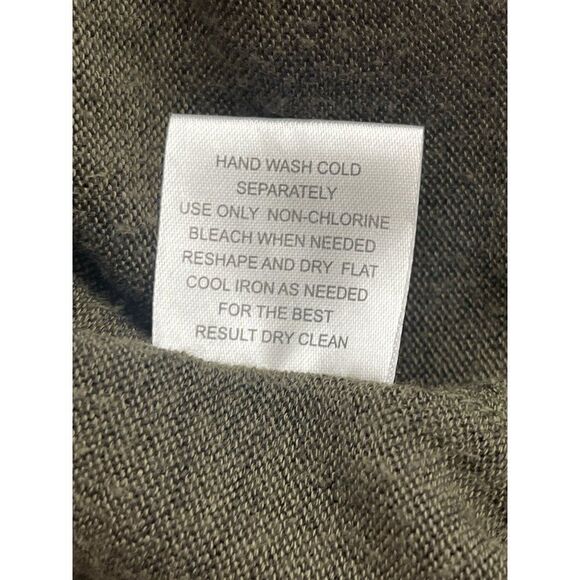 HAND WASH COLD
SEPARATELY
USE ONLY NON-CHLORINE
BLEACH WHEN NEEDED
RESHAPE AND DRY FLAT
COOL IRON AS NEEDED
FOR THE BEST
RESULT DRY CLEAN